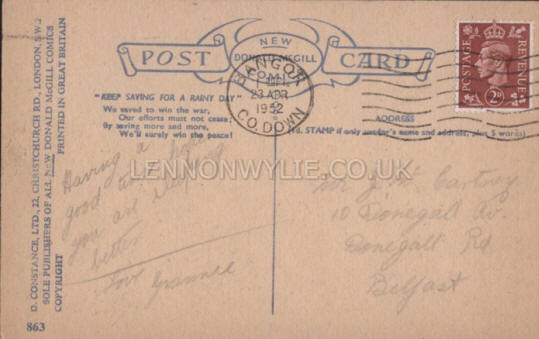 NEW
POST DONALD McGILL CARD
BANGOR
23 APR
1952
CO. DOWN
POSTAGE REVENUE
2D
"KEEP SAVING FOR A RAINY DAY"
We saved to win the war,
Our efforts must not cease;
By saving more and more,
We'll surely win the peace!
ADDRESS
STAMP if only sender's name and address, plus 5 words)
Having a
good time hope
you are sleeping
better
Love Grannie
J. McCartney
10 Donegall Av.
Donegall Rd
Belfast
LENNONWYLIE.CO.UK
D. CONSTANCE, LTD., 22, CHRISTCHURCH RD., LONDON, S.W.2
SOLE PUBLISHERS OF ALL NEW DONALD McGILL COMICS
COPYRIGHT PRINTED IN GREAT BRITAIN
863